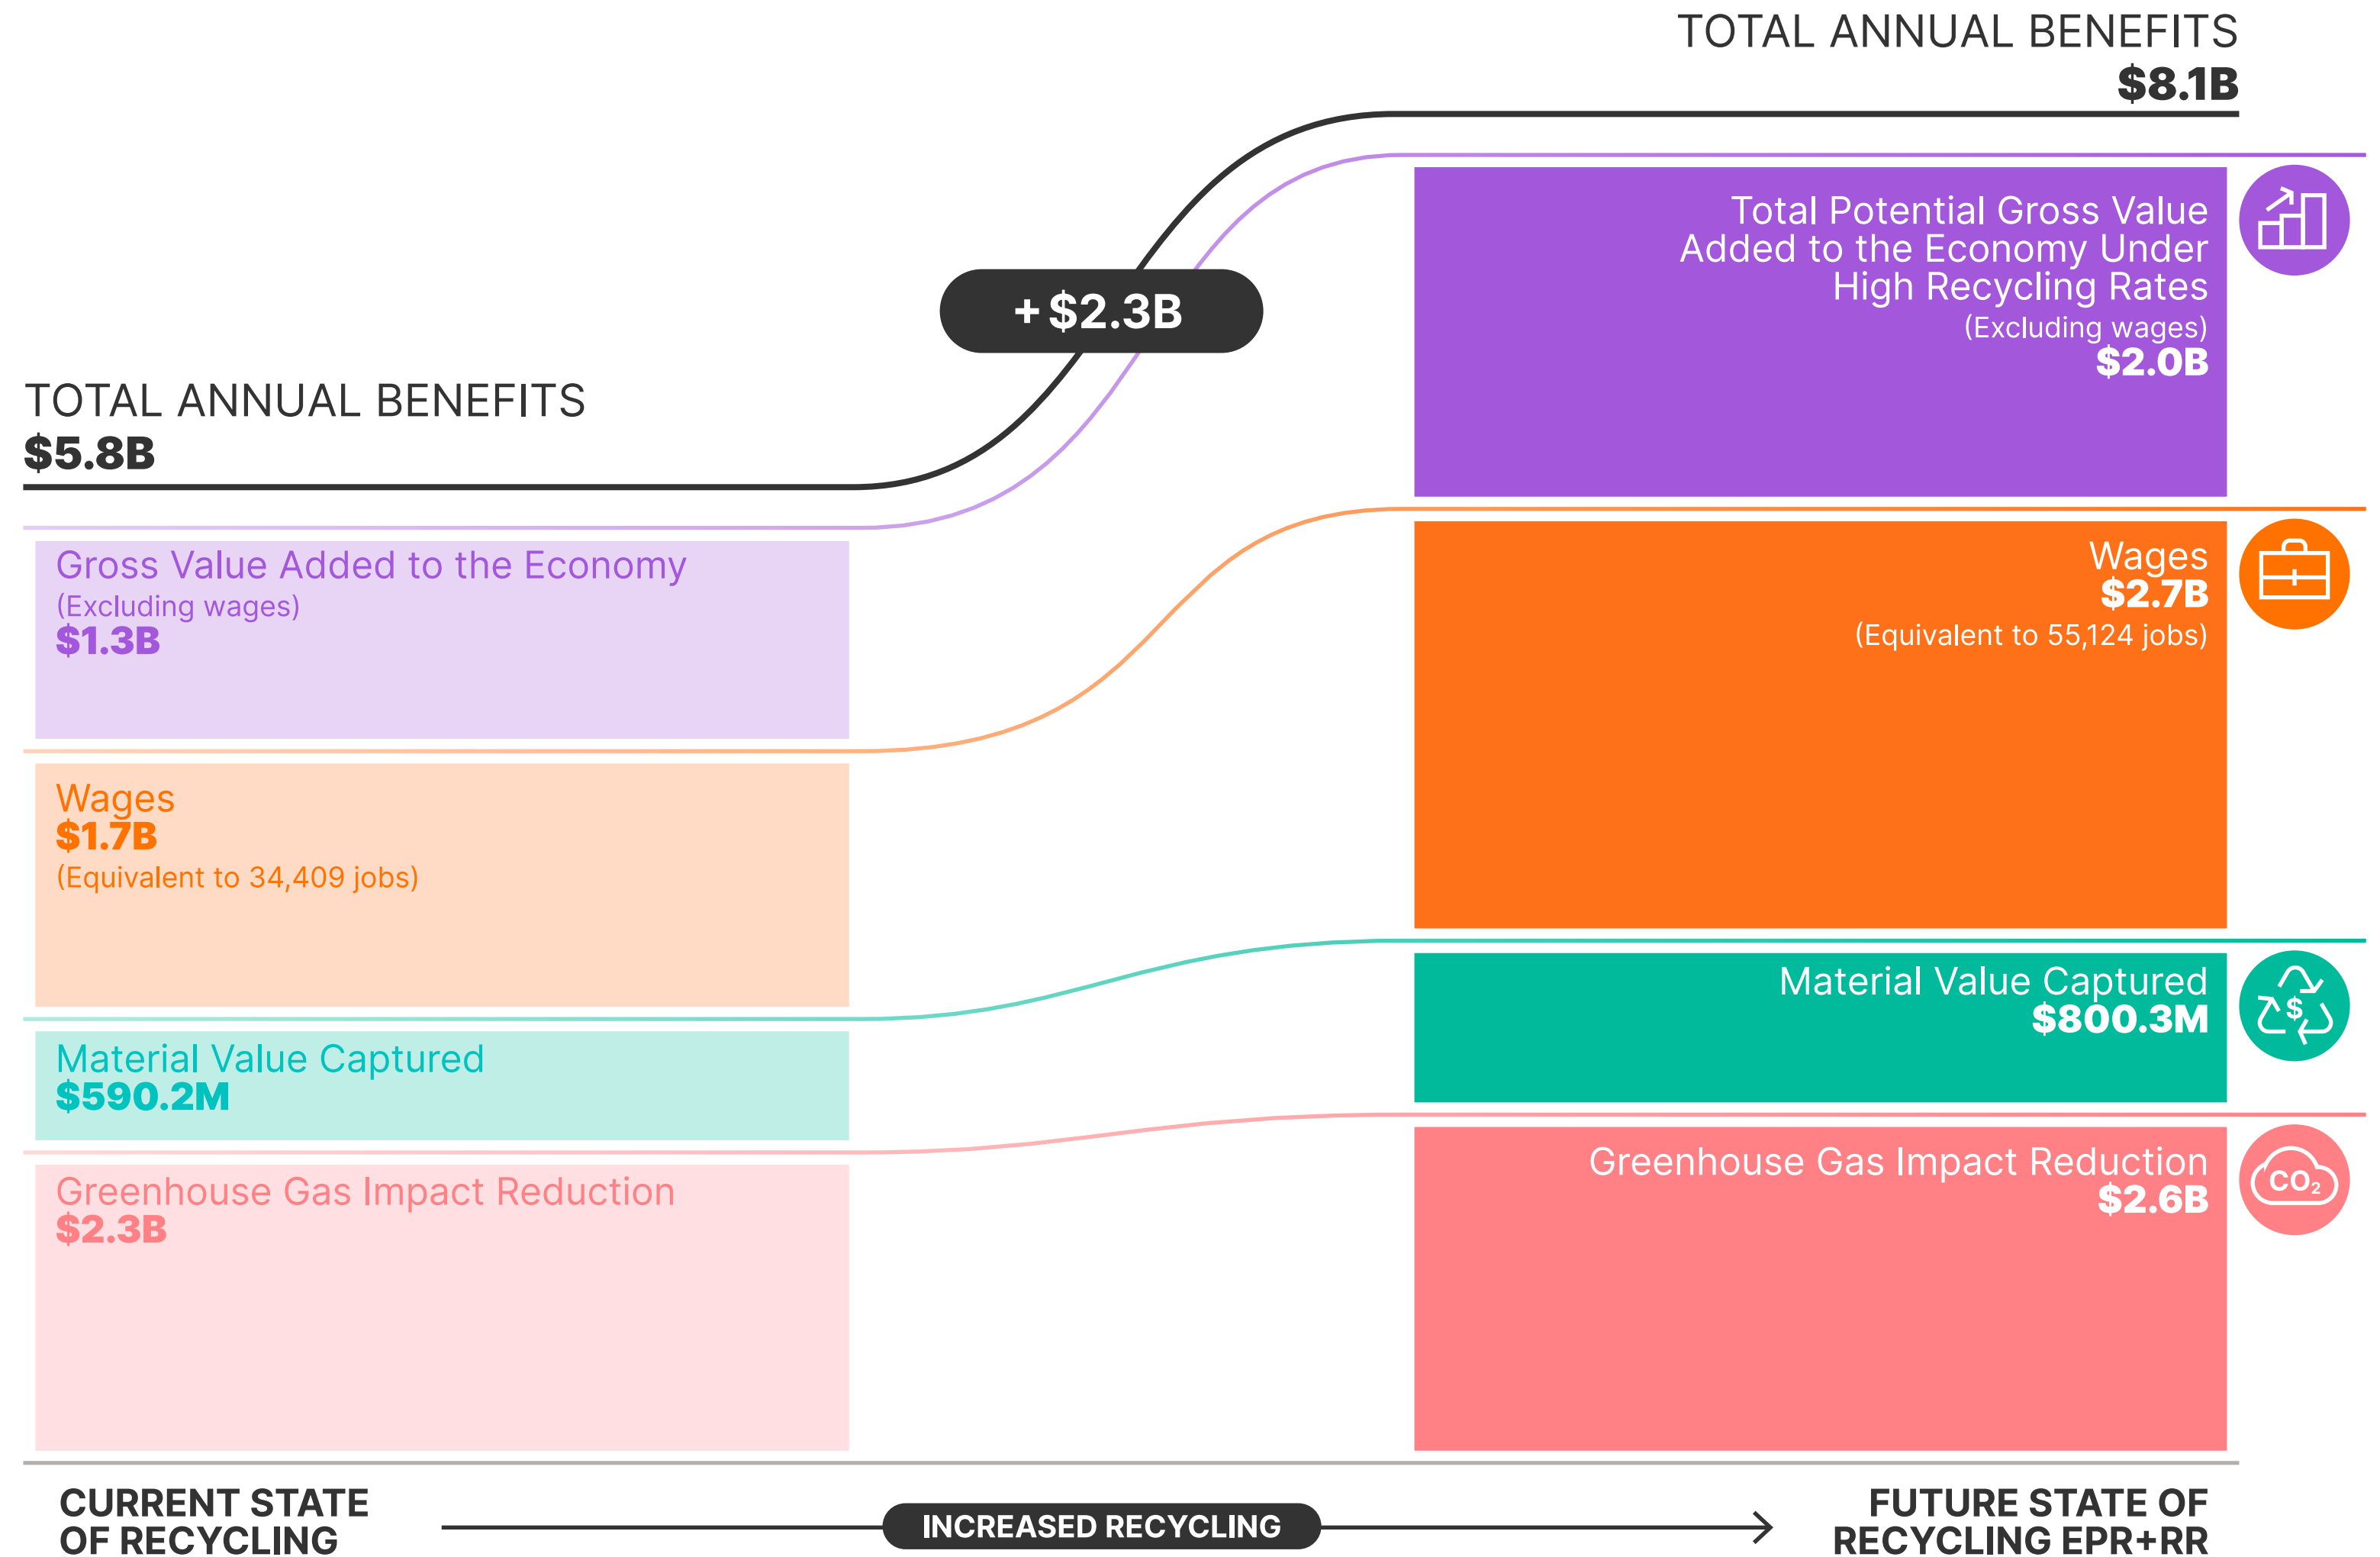 TOTAL ANNUAL BENEFITS
$8.1B
Total Potential Gross Value
Added to the Economy Under
High Recycling Rates
(Excluding wages)
$2.0B
+$2.3B
TOTAL ANNUAL BENEFITS
$5.8B
Gross Value Added to the Economy
(Excluding wages)
$1.3B
Wages
$2.7B
(Equivalent to 55,124 jobs)
Wages
$1.7B
(Equivalent to 34,409 jobs)
Material Value Captured
$800.3M
$
Material Value Captured
$590.2M
Greenhouse Gas Impact Reduction
$2.6B
CO₂
Greenhouse Gas Impact Reduction
$2.3B
CURRENT STATE
OF RECYCLING
INCREASED RECYCLING
FUTURE STATE OF
RECYCLING EPR+RR